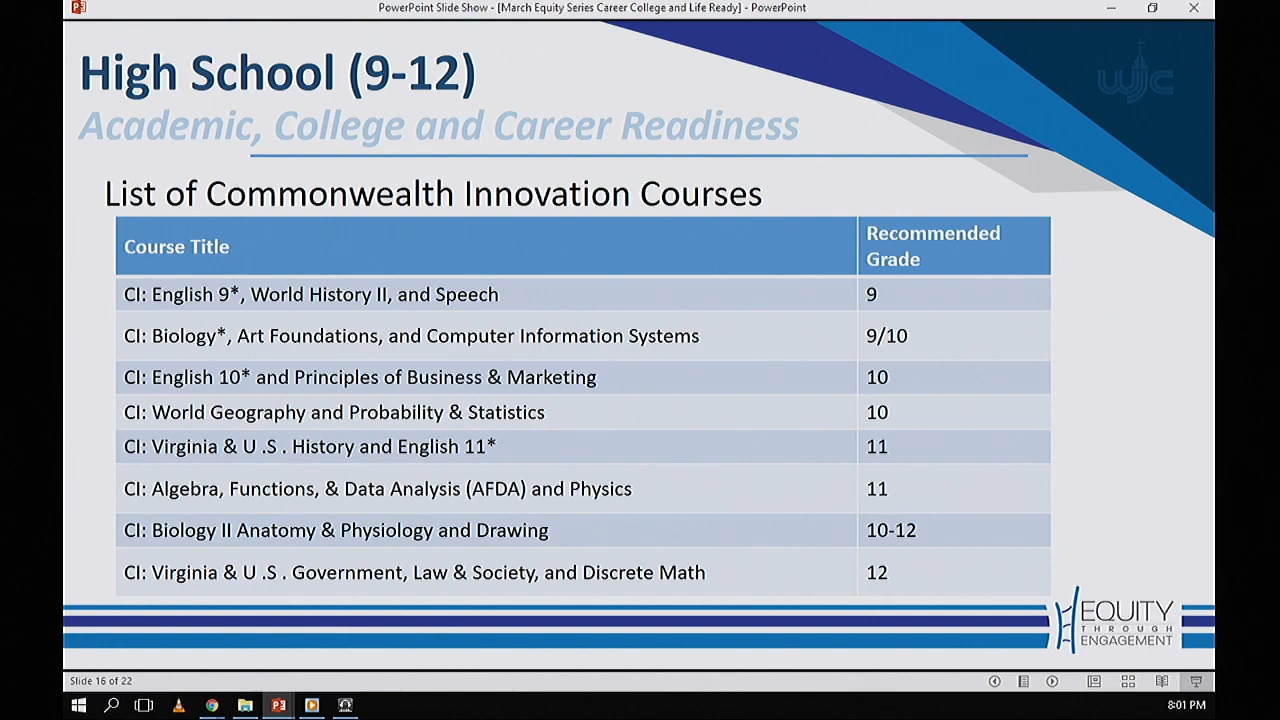 PowerPoint Slide Show - [March Equity Series Career College and Life Ready] - PowerPoint
High School (9-12)
WJC
Academic, College and Career Readiness
List of Commonwealth Innovation Courses
Course Title Recommended Grade
CI: English 9*, World History II, and Speech 9
CI: Biology*, Art Foundations, and Computer Information Systems 9/10
CI: English 10* and Principles of Business & Marketing 10
CI: World Geography and Probability & Statistics 10
CI: Virginia & U .S . History and English 11* 11
CI: Algebra, Functions, & Data Analysis (AFDA) and Physics 11
CI: Biology II Anatomy & Physiology and Drawing 10-12
CI: Virginia & U .S . Government, Law & Society, and Discrete Math 12
EQUITY
THROUGH
ENGAGEMENT
Slide 16 of 22
8:01 PM